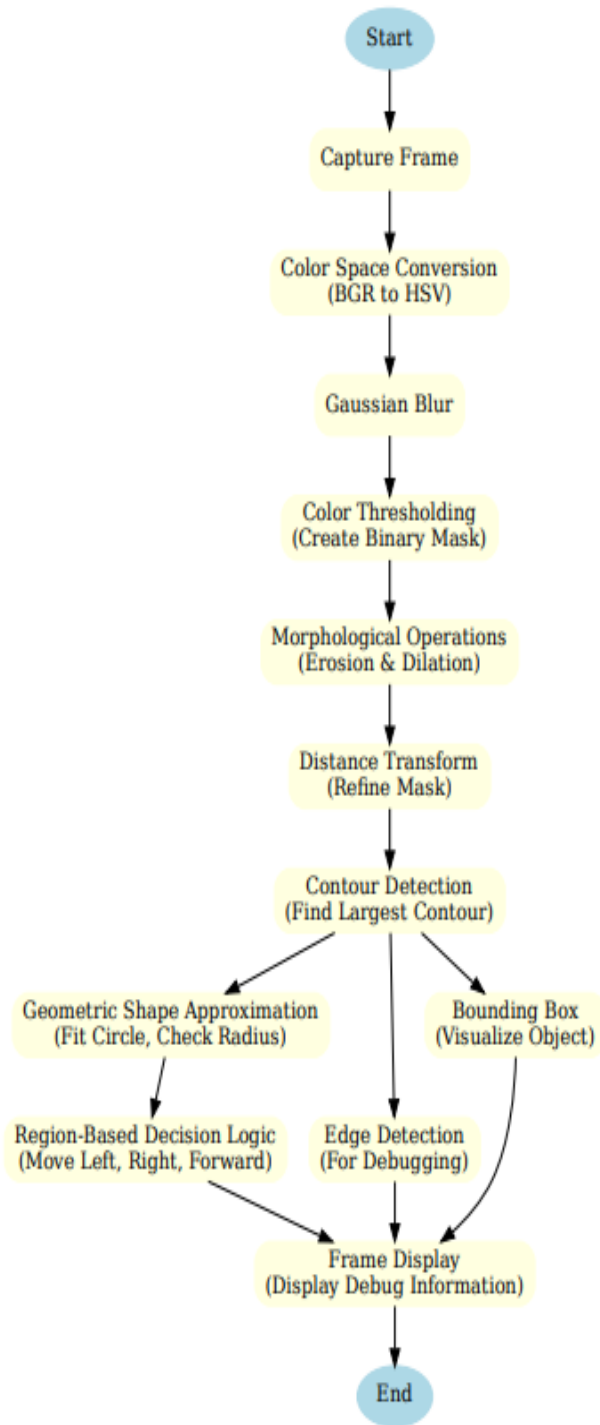 Start
Capture Frame
Color Space Conversion
(BGR to HSV)
Gaussian Blur
Color Thresholding
(Create Binary Mask)
Morphological Operations
(Erosion & Dilation)
Distance Transform
(Refine Mask)
Contour Detection
(Find Largest Contour)
Geometric Shape Approximation
(Fit Circle, Check Radius)
Bounding Box
(Visualize Object)
Region-Based Decision Logic
(Move Left, Right, Forward)
Edge Detection
(For Debugging)
Frame Display
(Display Debug Information)
End